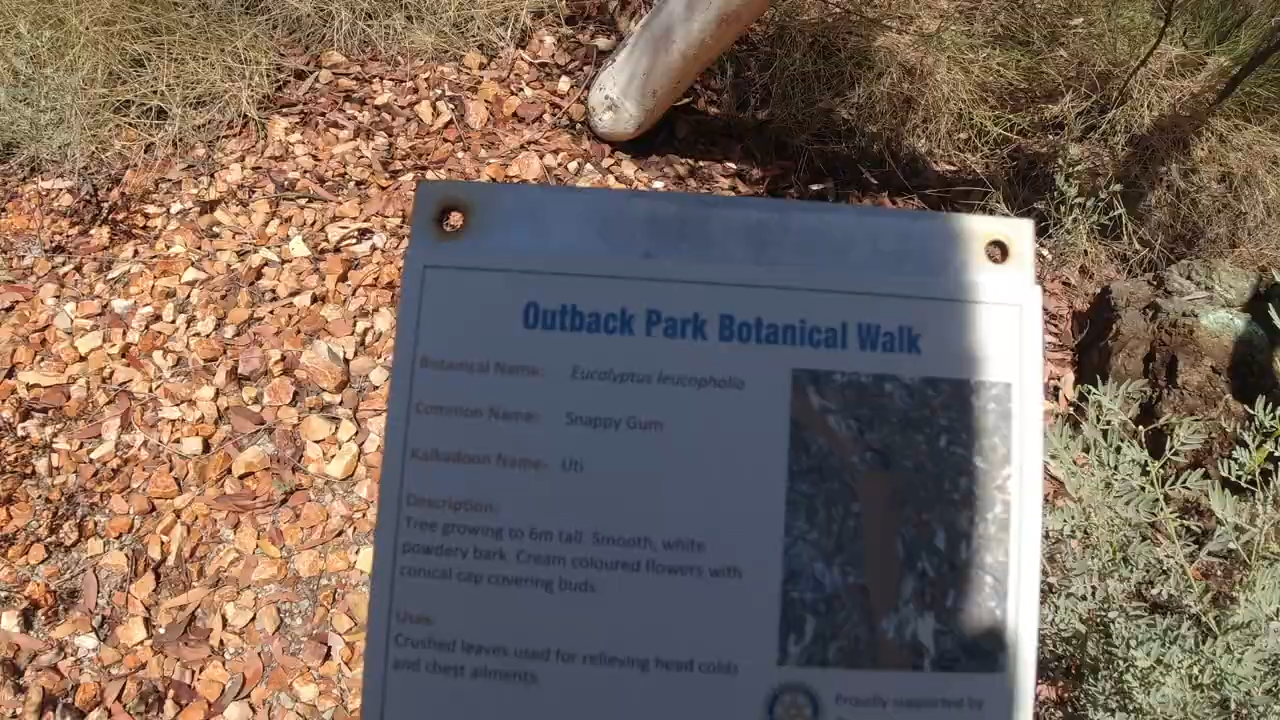 Outback Park Botanical Walk
Botanical Name: Eucalyptus leucopholia
Common Name: Snappy Gum
Kalkadoon Name- Uti
Description:
Tree growing to 6m tall. Smooth, white
powdery bark. Cream coloured flowers with
conical cap covering buds.
Uses:
Crushed leaves used for relieving head colds
and chest ailments.
Proudly supported by